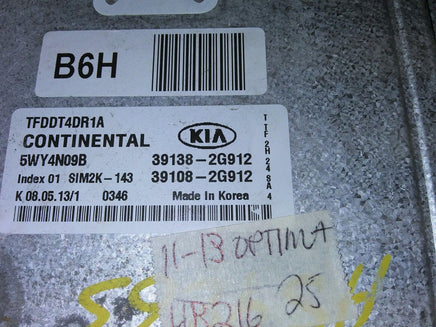 B6H
TFDDT4DR1A
CONTINENTAL KIA
5WY4N09B 39138-2G912
Index 01 SIM2K-143 39108-2G912
K 08.05.13/1 0346 Made In Korea
11-13 OPTIMA
25